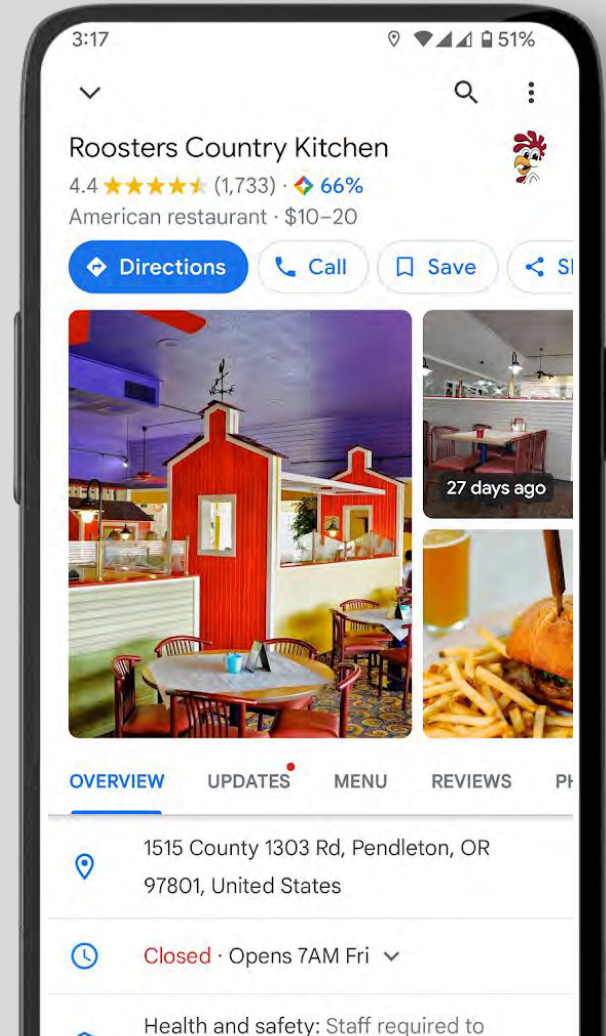 3:17
51%
Roosters Country Kitchen
4.4 (1,733) · 66%
American restaurant · $10–20
Directions
Call
Save
27 days ago
OVERVIEW
UPDATES
MENU
REVIEWS
1515 County 1303 Rd, Pendleton, OR
97801, United States
Closed · Opens 7AM Fri
Health and safety: Staff required to